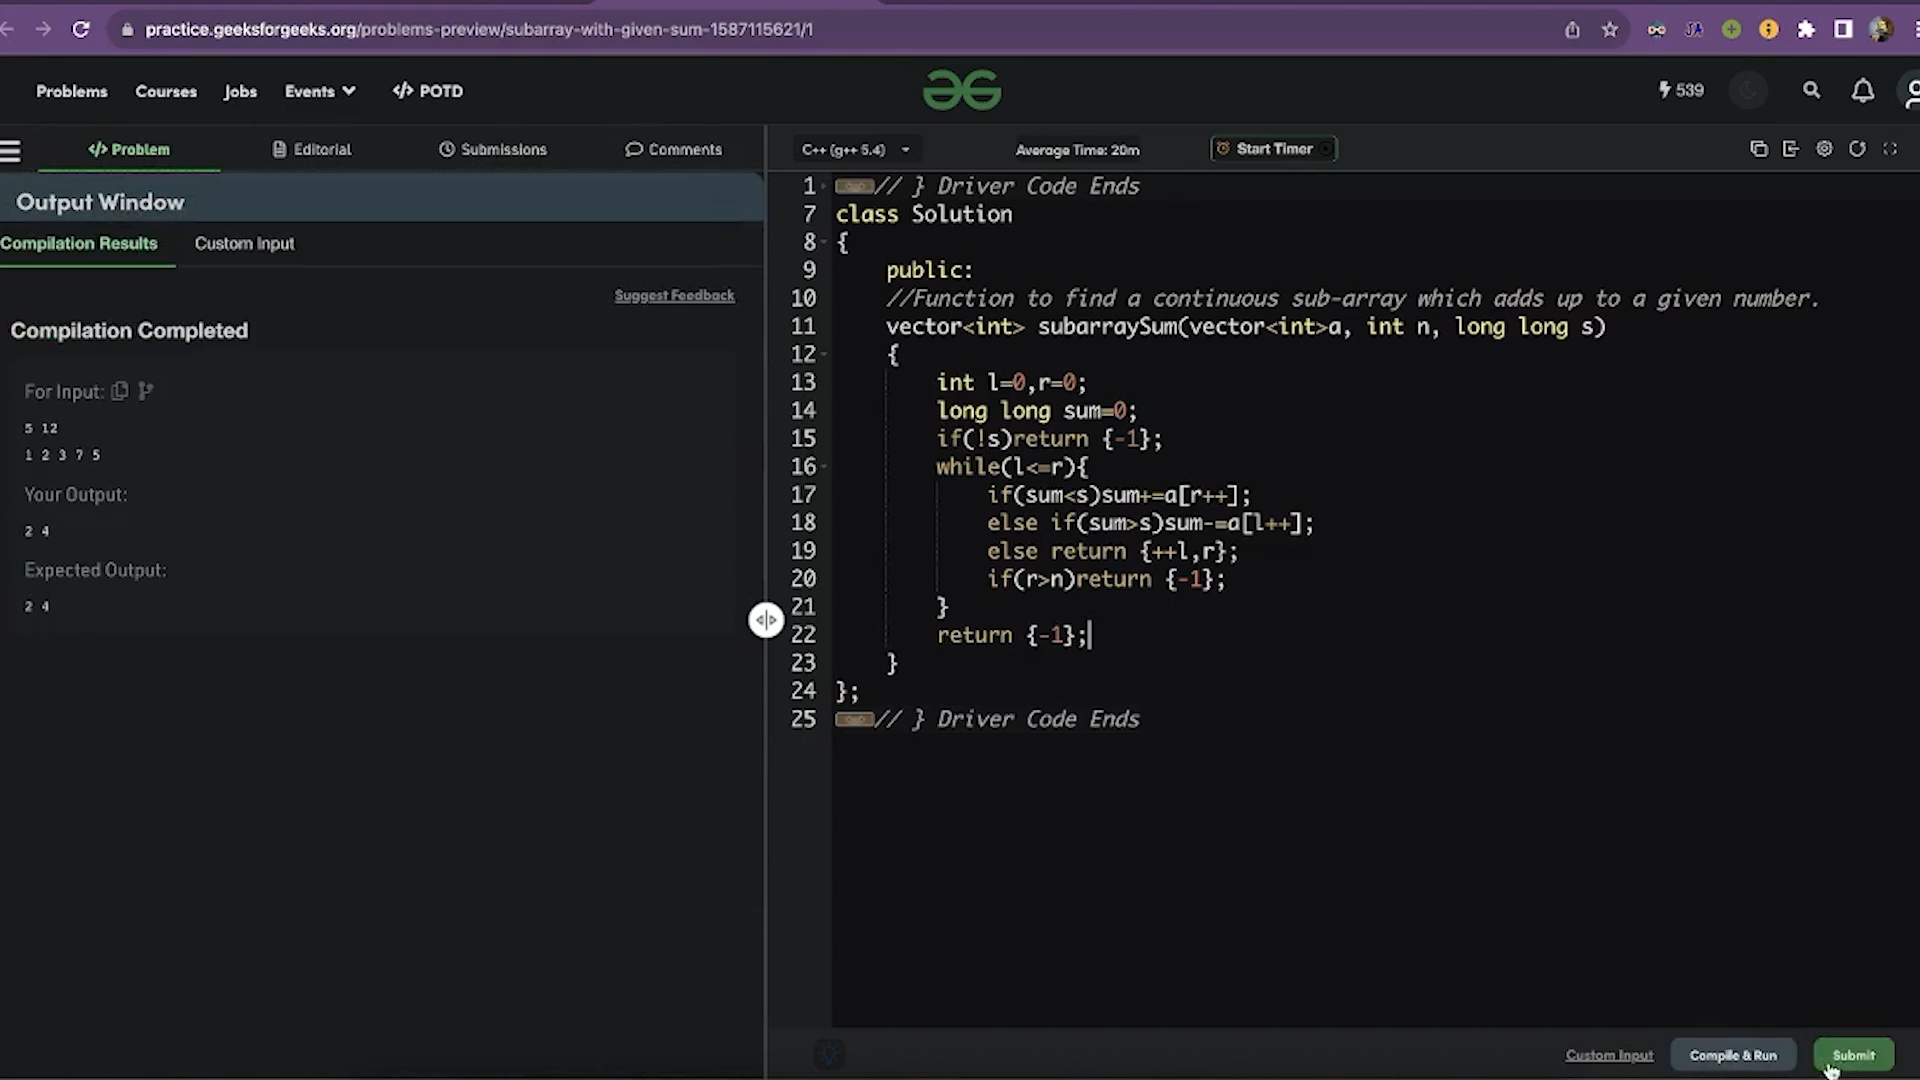 practice.geeksforgeeks.org/problems-preview/subarray-with-given-sum-1587115621/1
Problems Courses Jobs Events </> POTD
539
</> Problem Editorial Submissions Comments
C++ (g++ 5.4) Average Time: 20m Start Timer
Output Window
Compilation Results Custom Input
Suggest Feedback
Compilation Completed
For Input:
5 12
1 2 3 7 5
Your Output:
2 4
Expected Output:
2 4
1 // } Driver Code Ends
7 class Solution
8 {
9 public:
10 //Function to find a continuous sub-array which adds up to a given number.
11 vector<int> subarraySum(vector<int>a, int n, long long s)
12 {
13 int l=0,r=0;
14 long long sum=0;
15 if(!s)return {-1};
16 while(l<=r){
17 if(sum<s)sum+=a[r++];
18 else if(sum>s)sum-=a[l++];
19 else return {++l,r};
20 if(r>n)return {-1};
21 }
22 return {-1};
23 }
24 };
25 // } Driver Code Ends
Custom Input Compile & Run Submit